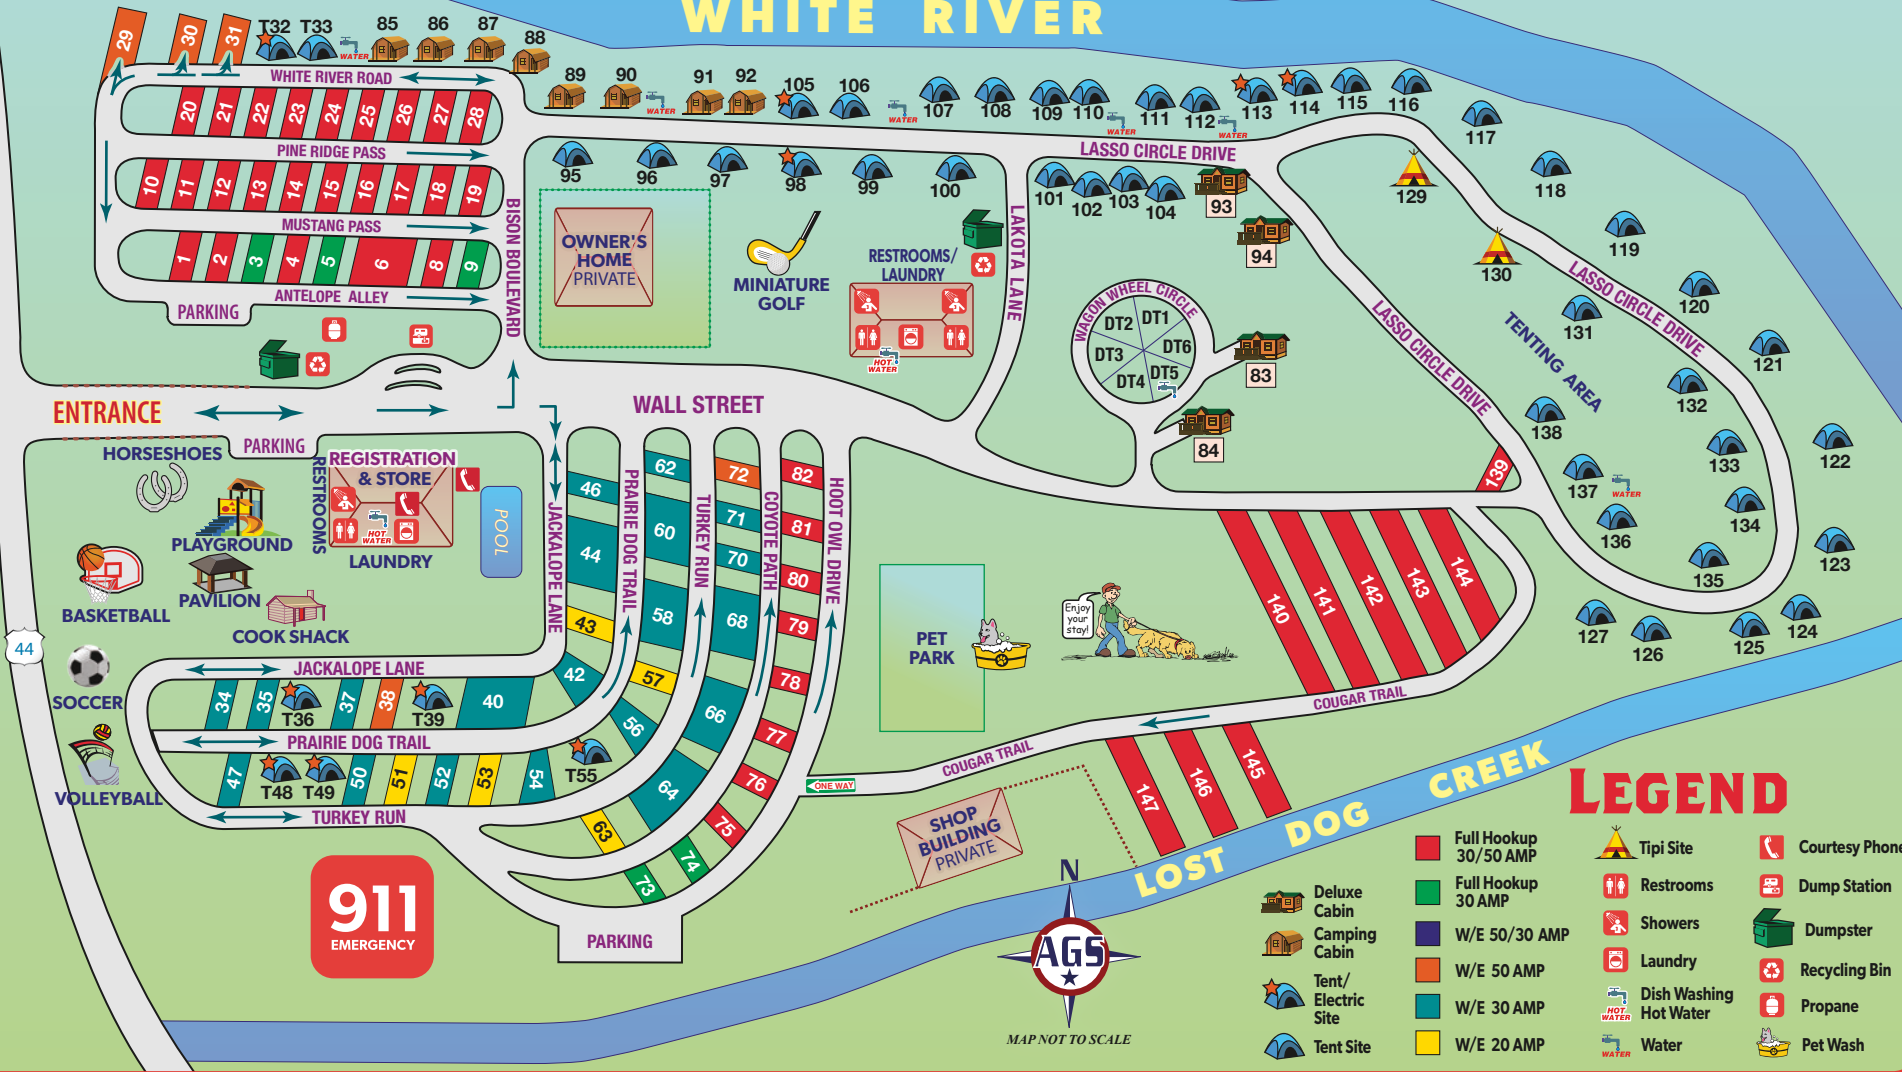 WHITE RIVER
29
30
31
T32
T33
WATER
85
86
87
88
89
90
WATER
91
92
105
106
WATER
107
108
109
110
WATER
111
112
WATER
113
114
115
116
117
118
119
120
121
122
123
124
125
126
127
WHITE RIVER ROAD
20
21
22
23
24
25
26
27
28
PINE RIDGE PASS
10
11
12
13
14
15
16
17
18
19
MUSTANG PASS
1
2
3
4
5
6
8
9
ANTELOPE ALLEY
PARKING
BISON BOULEVARD
95
96
97
98
99
100
LASSO CIRCLE DRIVE
101
102
103
104
93
94
129
130
131
132
133
134
135
136
137
WATER
138
139
TENTING AREA
LASSO CIRCLE DRIVE
LASSO CIRCLE DRIVE
OWNER'S
HOME
PRIVATE
MINIATURE
GOLF
RESTROOMS/
LAUNDRY
HOT
WATER
LAKOTA LANE
WAGON WHEEL CIRCLE
DT1
DT2
DT3
DT4
DT5
DT6
83
84
ENTRANCE
WALL STREET
HORSESHOES
PARKING
REGISTRATION
& STORE
RESTROOMS
HOT
WATER
LAUNDRY
POOL
PLAYGROUND
BASKETBALL
PAVILION
COOK SHACK
44
SOCCER
VOLLEYBALL
JACKALOPE LANE
46
44
43
42
PRAIRIE DOG TRAIL
62
60
58
57
56
TURKEY RUN
72
71
70
68
66
64
63
COYOTE PATH
82
81
80
79
78
77
76
75
74
73
HOOT OWL DRIVE
JACKALOPE LANE
34
35
T36
37
38
T39
40
PRAIRIE DOG TRAIL
47
T48
T49
50
51
52
53
54
T55
TURKEY RUN
PARKING
911
EMERGENCY
PET
PARK
Enjoy
your
stay!
140
141
142
143
144
COUGAR TRAIL
COUGAR TRAIL
ONE WAY
145
146
147
SHOP
BUILDING
PRIVATE
LOST DOG CREEK
N
AGS
MAP NOT TO SCALE
LEGEND
Deluxe
Cabin
Camping
Cabin
Tent/
Electric
Site
Tent Site
Full Hookup
30/50 AMP
Full Hookup
30 AMP
W/E 50/30 AMP
W/E 50 AMP
W/E 30 AMP
W/E 20 AMP
Tipi Site
Restrooms
Showers
Laundry
HOT
WATER
Dish Washing
Hot Water
WATER
Water
Courtesy Phone
Dump Station
Dumpster
Recycling Bin
Propane
Pet Wash